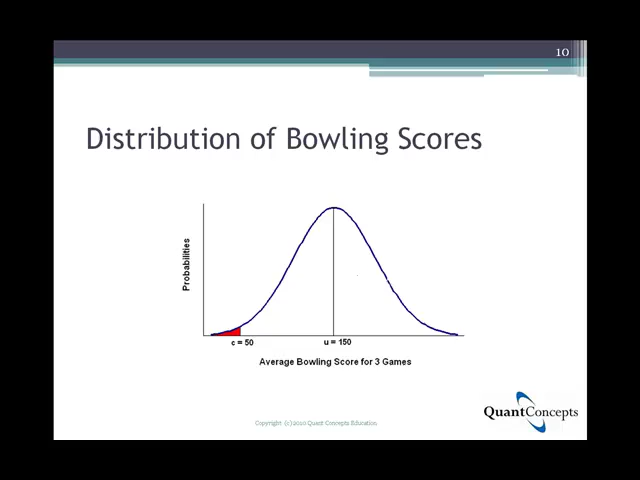 10
Distribution of Bowling Scores
Probabilities
c = 50
u = 150
Average Bowling Score for 3 Games
QuantConcepts
Copyright (c) 2010 Quant Concepts Education